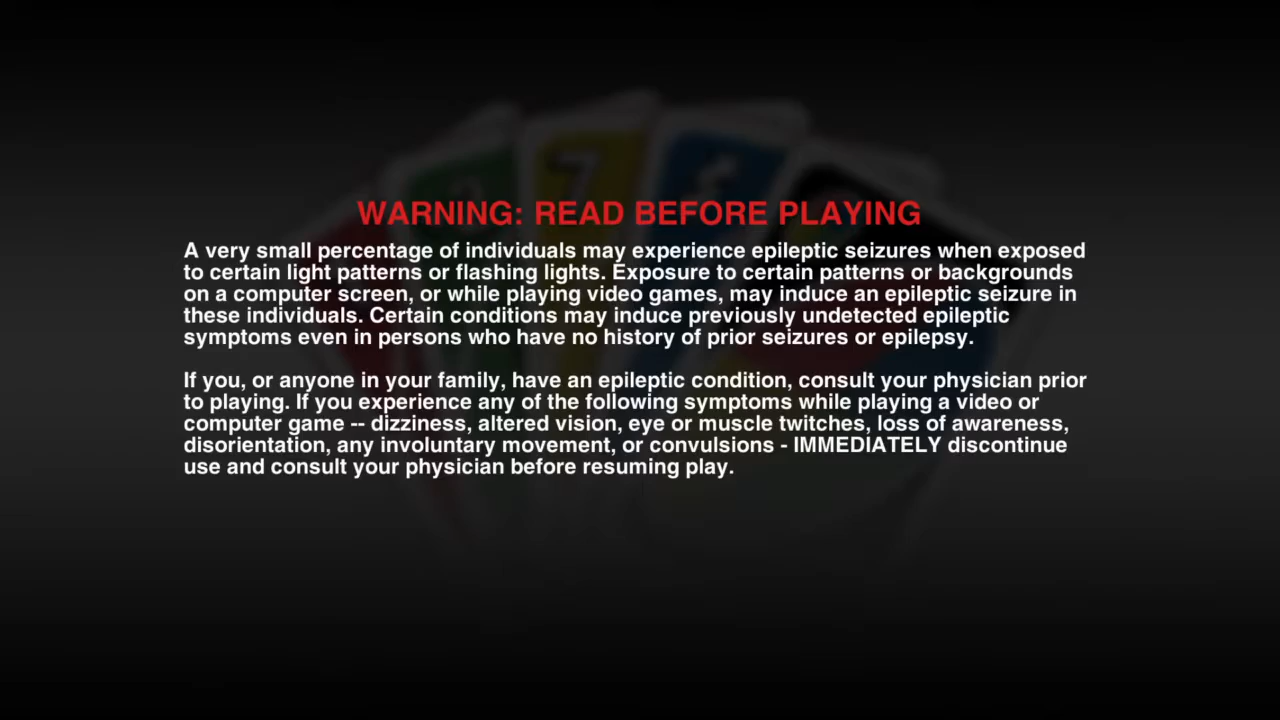 WARNING: READ BEFORE PLAYING
A very small percentage of individuals may experience epileptic seizures when exposed
to certain light patterns or flashing lights. Exposure to certain patterns or backgrounds
on a computer screen, or while playing video games, may induce an epileptic seizure in
these individuals. Certain conditions may induce previously undetected epileptic
symptoms even in persons who have no history of prior seizures or epilepsy.
If you, or anyone in your family, have an epileptic condition, consult your physician prior
to playing. If you experience any of the following symptoms while playing a video or
computer game -- dizziness, altered vision, eye or muscle twitches, loss of awareness,
disorientation, any involuntary movement, or convulsions - IMMEDIATELY discontinue
use and consult your physician before resuming play.